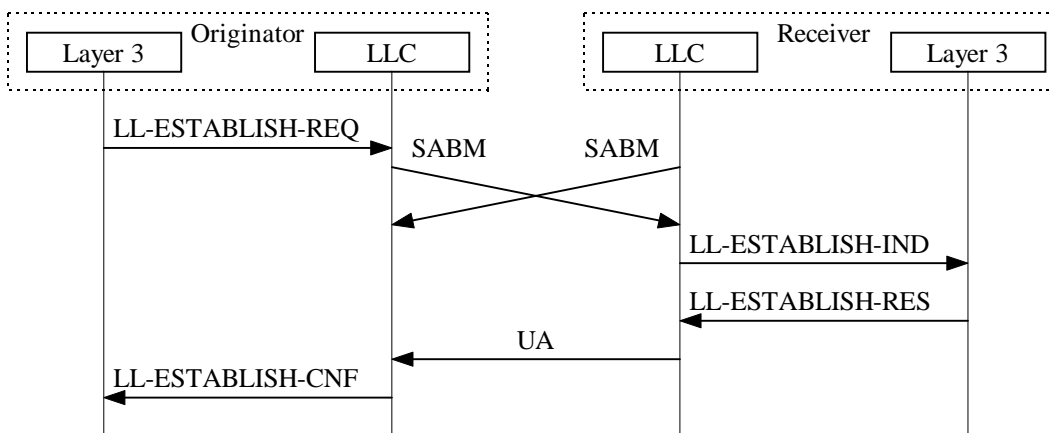 Originator
Receiver
Layer 3
LLC
LLC
Layer 3
LL-ESTABLISH-REQ
SABM
SABM
LL-ESTABLISH-IND
LL-ESTABLISH-RES
UA
LL-ESTABLISH-CNF